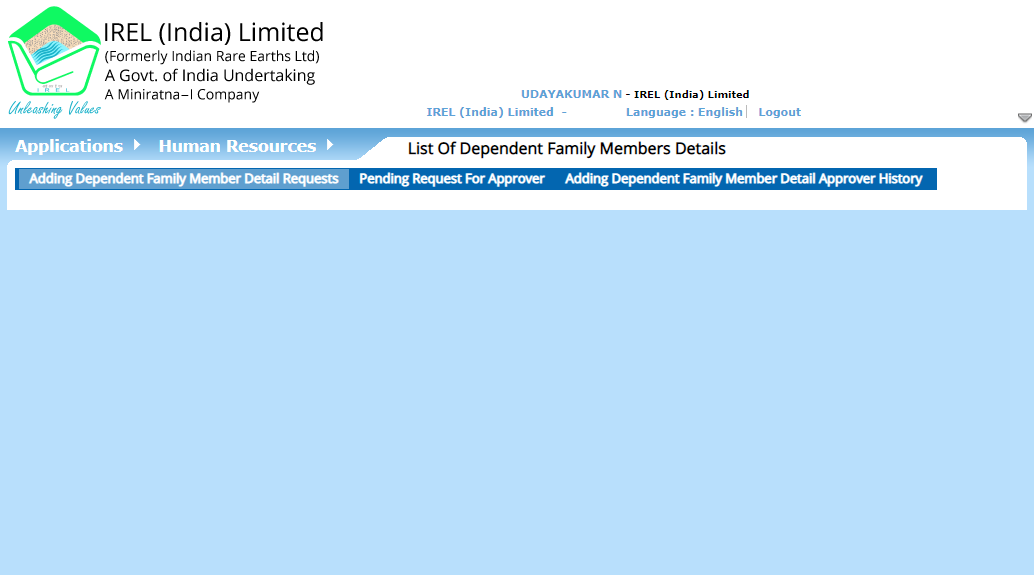 IREL (India) Limited
(Formerly Indian Rare Earths Ltd)
A Govt. of India Undertaking
A Miniratna–I Company
IREL
Unleashing Values
UDAYAKUMAR N - IREL (India) Limited
IREL (India) Limited - Language : English Logout
Applications Human Resources List Of Dependent Family Members Details
Adding Dependent Family Member Detail Requests Pending Request For Approver Adding Dependent Family Member Detail Approver History